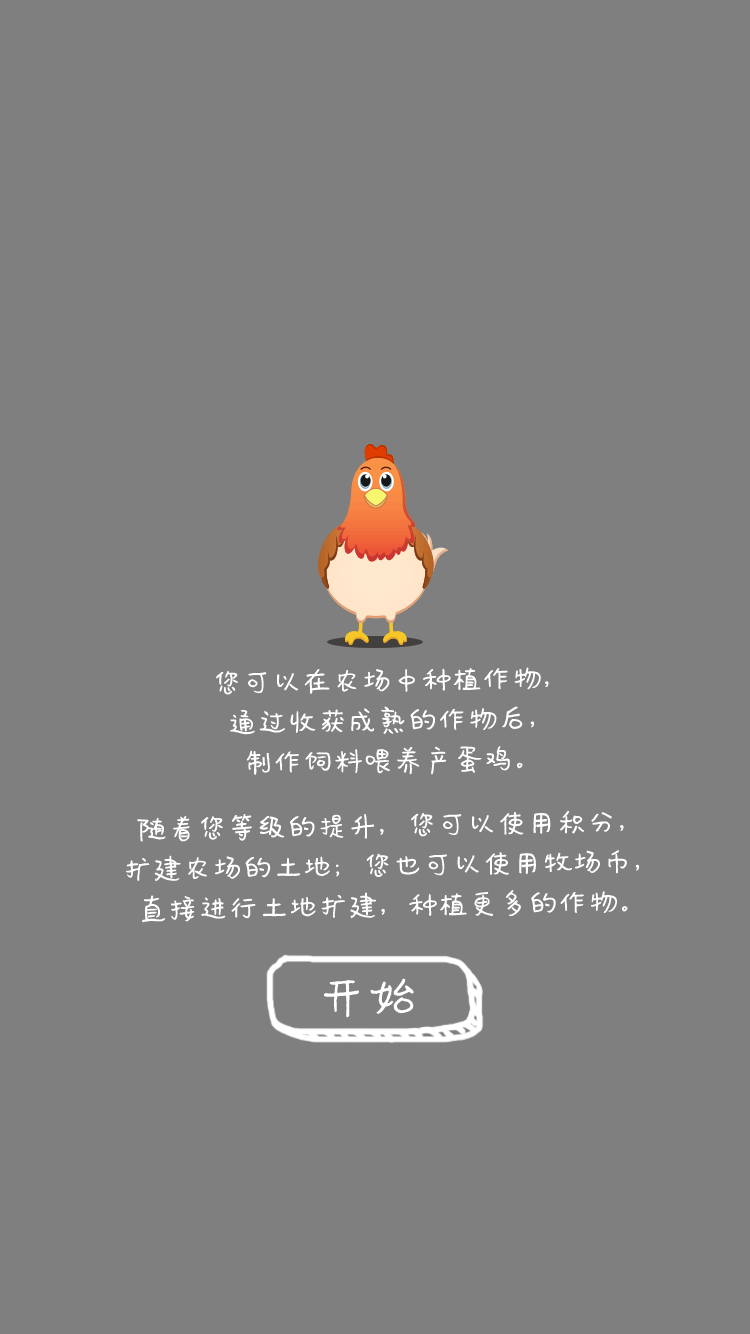 您可以在农场中种植作物，
通过收获成熟的作物后，
制作饲料喂养产蛋鸡。
随着您等级的提升，您可以使用积分，
扩建农场的土地；您也可以使用牧场币，
直接进行土地扩建，种植更多的作物。
开始